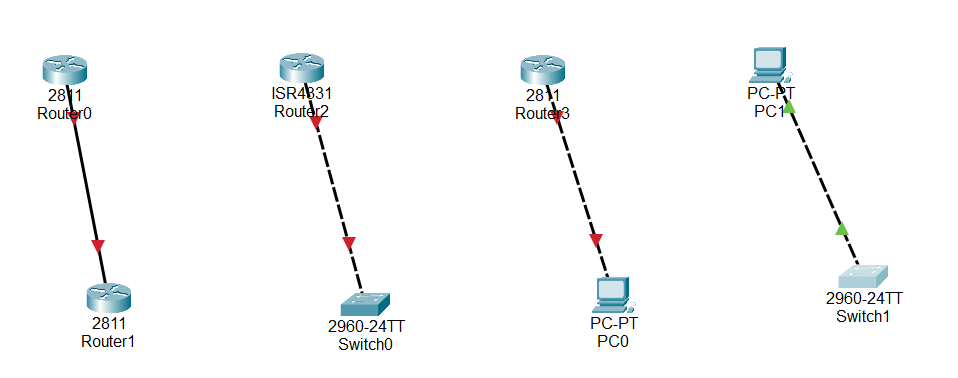 2811
Router0
ISR4331
Router2
2811
Router3
PC-PT
PC1
2811
Router1
2960-24TT
Switch0
PC-PT
PC0
2960-24TT
Switch1